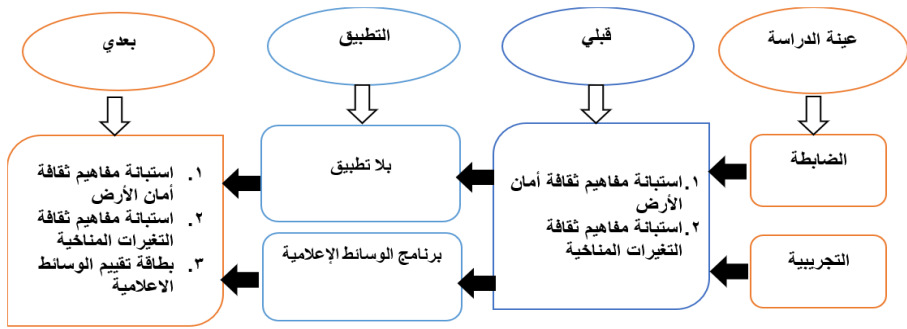 عينة الدراسة
قبلي
التطبيق
بعدي
الضابطة
التجريبية
١. استبانة مفاهيم ثقافة أمان
الأرض
٢. استبانة مفاهيم ثقافة
التغيرات المناخية
بلا تطبيق
برنامج الوسائط الإعلامية
١. استبانة مفاهيم ثقافة
أمان الأرض
٢. استبانة مفاهيم ثقافة
التغيرات المناخية
٣. بطاقة تقييم الوسائط
الاعلامية